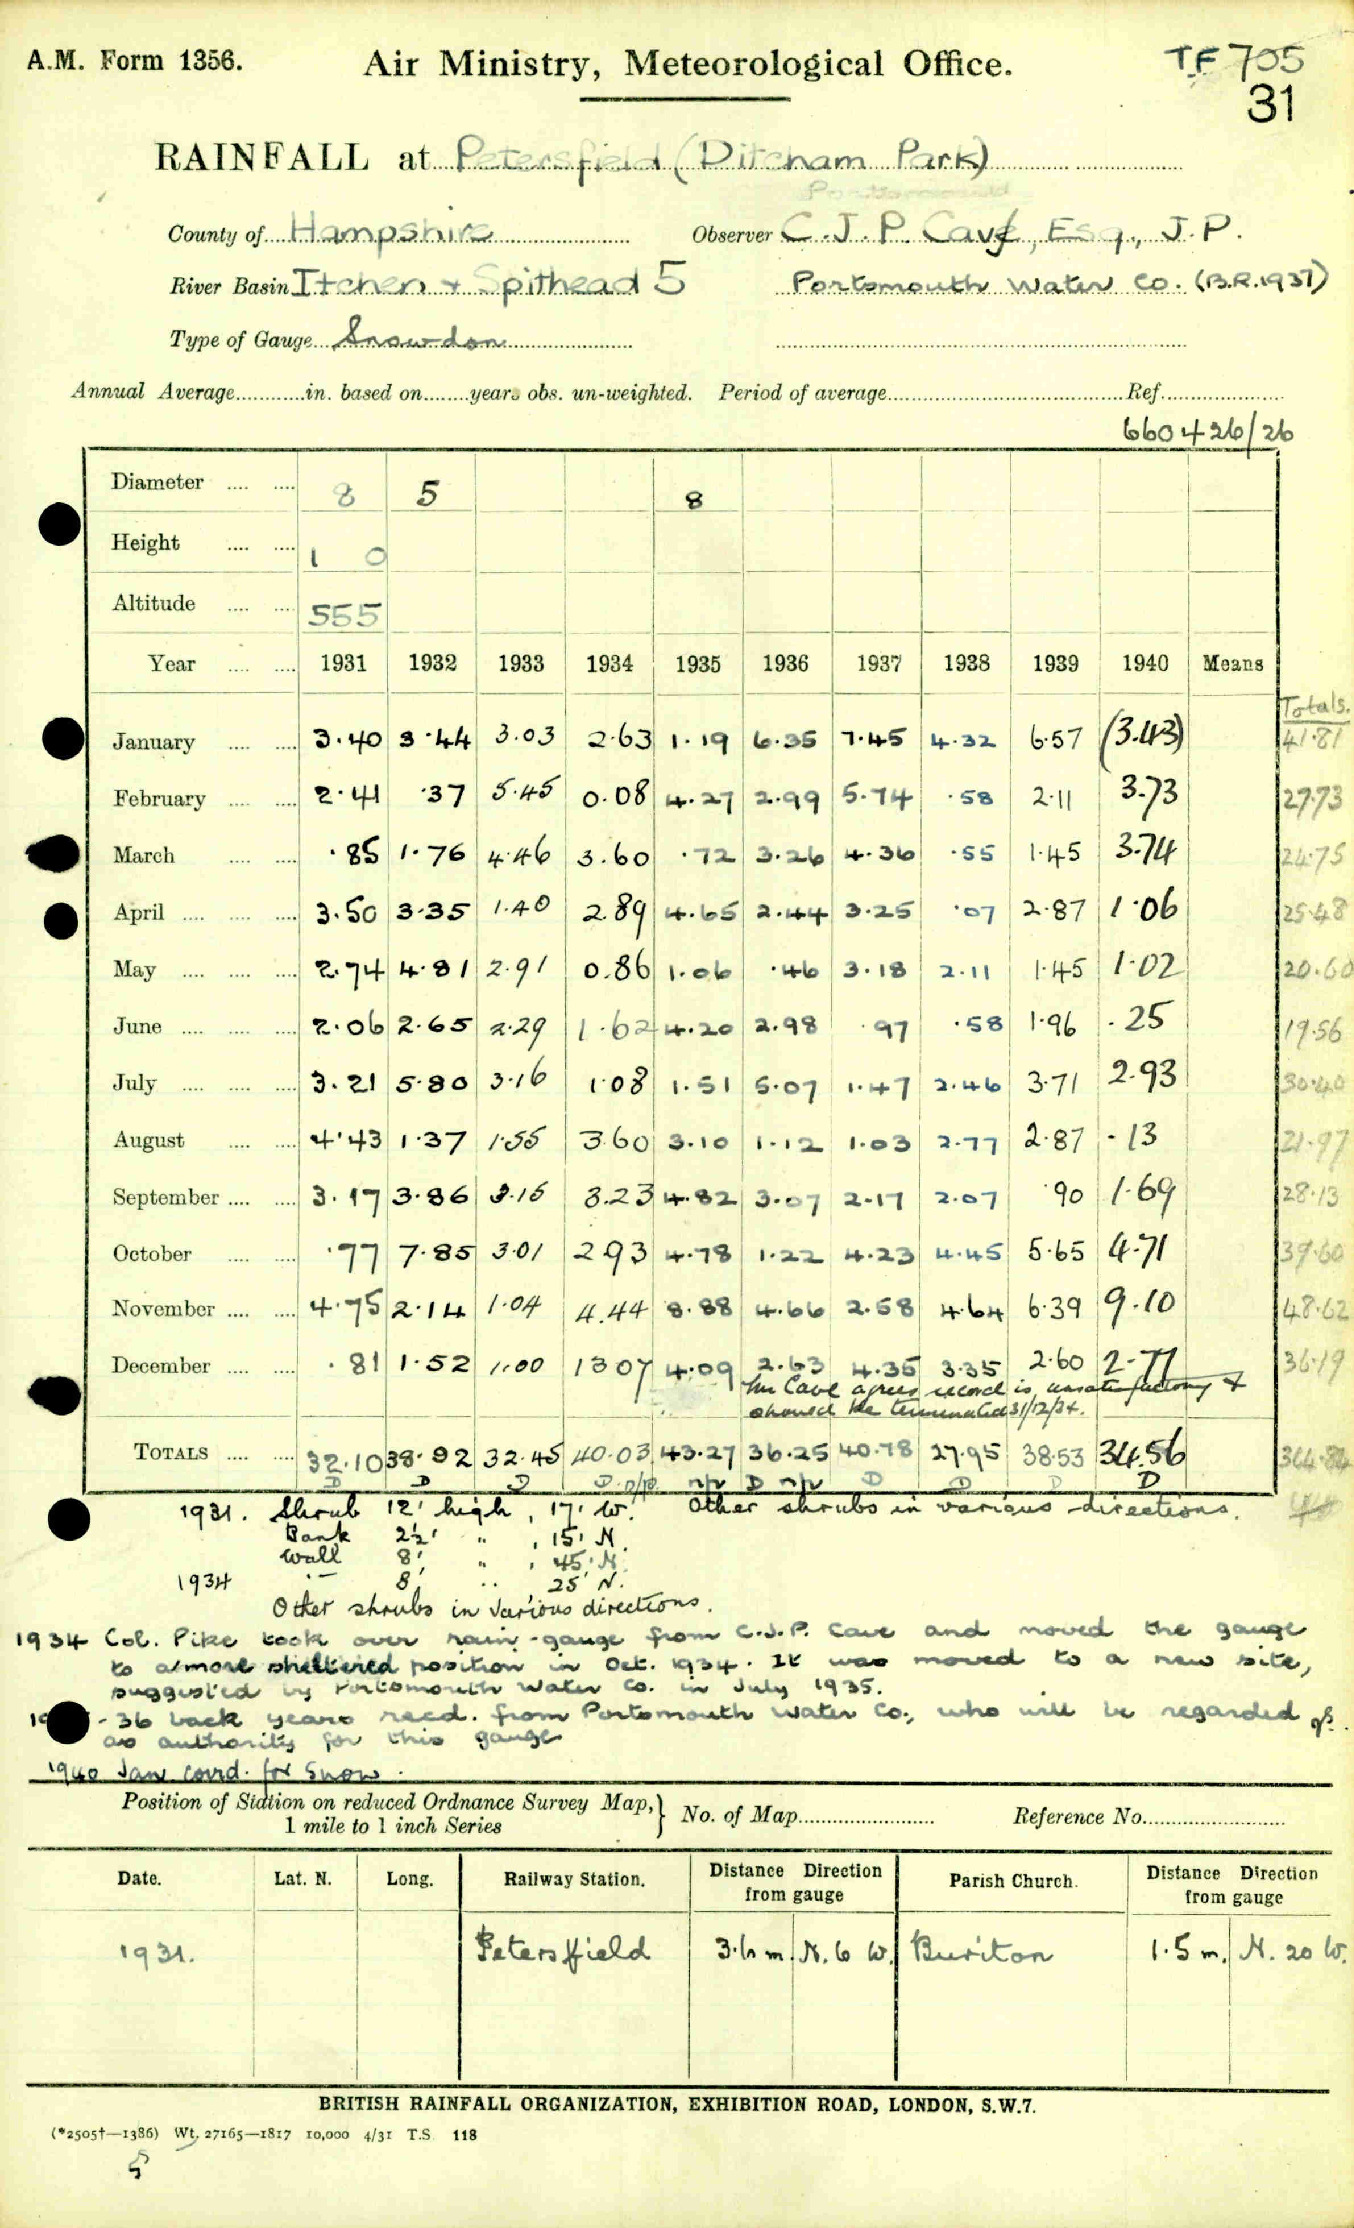 A.M. Form 1356.
Air Ministry, Meteorological Office.
TF 705
31
RAINFALL at Petersfield (Ditcham Park)
County of Hampshire Observer C.J.P. Cave, Esq., J.P.
River Basin Itchen + Spithead 5 Portsmouth Water Co. (B.R.1937)
Type of Gauge Snowdon
Annual Average............in. based on........years obs. un-weighted. Period of average........ Ref........
660426/26
Diameter .... .... 8 5 8
Height .... .... 1 0
Altitude .... .... 555
Year .... .... 1931 1932 1933 1934 1935 1936 1937 1938 1939 1940 Means
Totals.
January .... .... 3.40 3.44 3.03 2.63 1.19 6.35 7.45 4.32 6.57 (3.43) 41.81
February .... .... 2.41 .37 5.45 0.08 4.27 2.99 5.74 .58 2.11 3.73 27.73
March .... .... .85 1.76 4.46 3.60 .72 3.26 4.36 .55 1.45 3.74 24.75
April .... .... .... 3.50 3.35 1.40 2.89 4.65 2.44 3.25 .07 2.87 1.06 25.48
May .... .... .... 2.74 4.81 2.91 0.86 1.06 .46 3.18 2.11 1.45 1.02 20.60
June .... .... .... 2.06 2.65 2.29 1.62 4.20 2.98 .97 .58 1.96 .25 19.56
July .... .... .... 3.21 5.80 3.16 1.08 1.51 5.07 1.47 2.46 3.71 2.93 30.40
August .... .... 4.43 1.37 1.55 3.60 3.10 1.12 1.03 2.77 2.87 .13 21.97
September .... .... 3.17 3.86 3.15 3.23 4.82 3.07 2.17 2.07 .90 1.69 28.13
October .... .... .77 7.85 3.01 2.93 4.78 1.22 4.23 4.45 5.65 4.71 39.60
November .... .... 4.75 2.14 1.04 4.44 8.88 4.66 2.58 4.64 6.39 9.10 48.62
December .... .... .81 1.52 1.00 13.07 4.09 2.63 4.35 3.35 2.60 2.77 36.19
Mr Cave agrees record is unsatisfactory &
should be terminated 31/12/34.
TOTALS .... .... 32.10 38.92 32.45 40.03 43.27 36.25 40.78 27.95 38.53 34.56 364.84
D D D D n/p n/p D n/p D D D D
1931. Shrub 12' high, 17' W. Other shrubs in various directions.
Bank 2½' " , 15' N.
Wall 8' " , 45' N.
1934 " 8' " 25' N.
Other shrubs in various directions.
1934 Col. Pike took over rain-gauge from C.J.P. Cave and moved the gauge
to a more sheltered position in Oct. 1934. It was moved to a new site,
suggested by Portsmouth Water Co. in July 1935.
-36 back years recd. from Portsmouth Water Co., who will be regarded
as authority for this gauge
1940 Jan corrd. for Snow.
Position of Station on reduced Ordnance Survey Map,} No. of Map........ Reference No........
1 mile to 1 inch Series
Date. Lat. N. Long. Railway Station. Distance Direction from gauge Parish Church. Distance Direction from gauge
1931. Petersfield m. N. 6 W. Buriton 1.5 m. N. 20 W.
BRITISH RAINFALL ORGANIZATION, EXHIBITION ROAD, LONDON, S.W.7.
(*2505†—1386) Wt. 27165—1817 10,000 4/31 T.S. 118
5